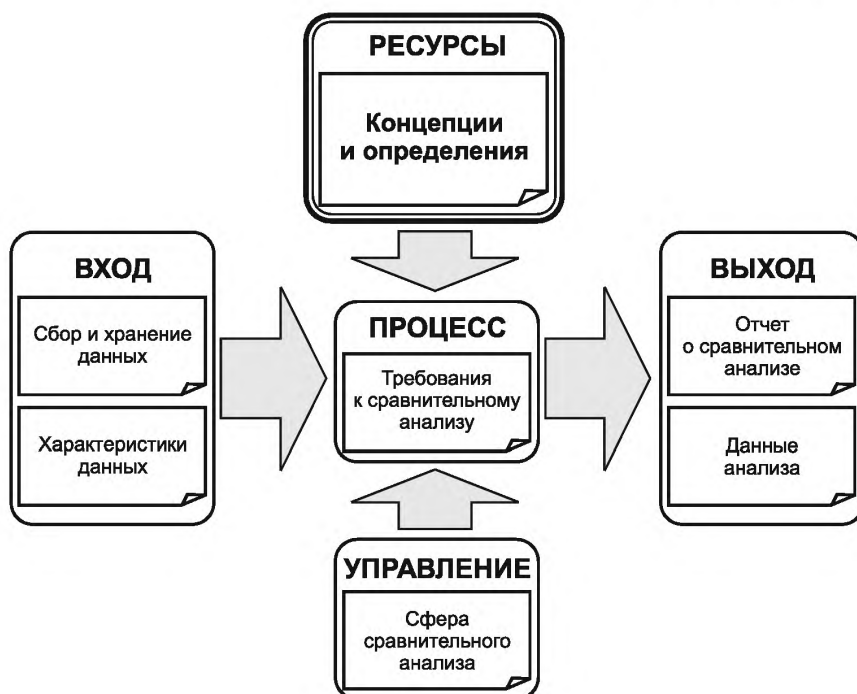 РЕСУРСЫ
Концепции
и определения
ВХОД
Сбор и хранение
данных
Характеристики
данных
ПРОЦЕСС
Требования
к сравнительному
анализу
ВЫХОД
Отчет
о сравнительном
анализе
Данные
анализа
УПРАВЛЕНИЕ
Сфера
сравнительного
анализа